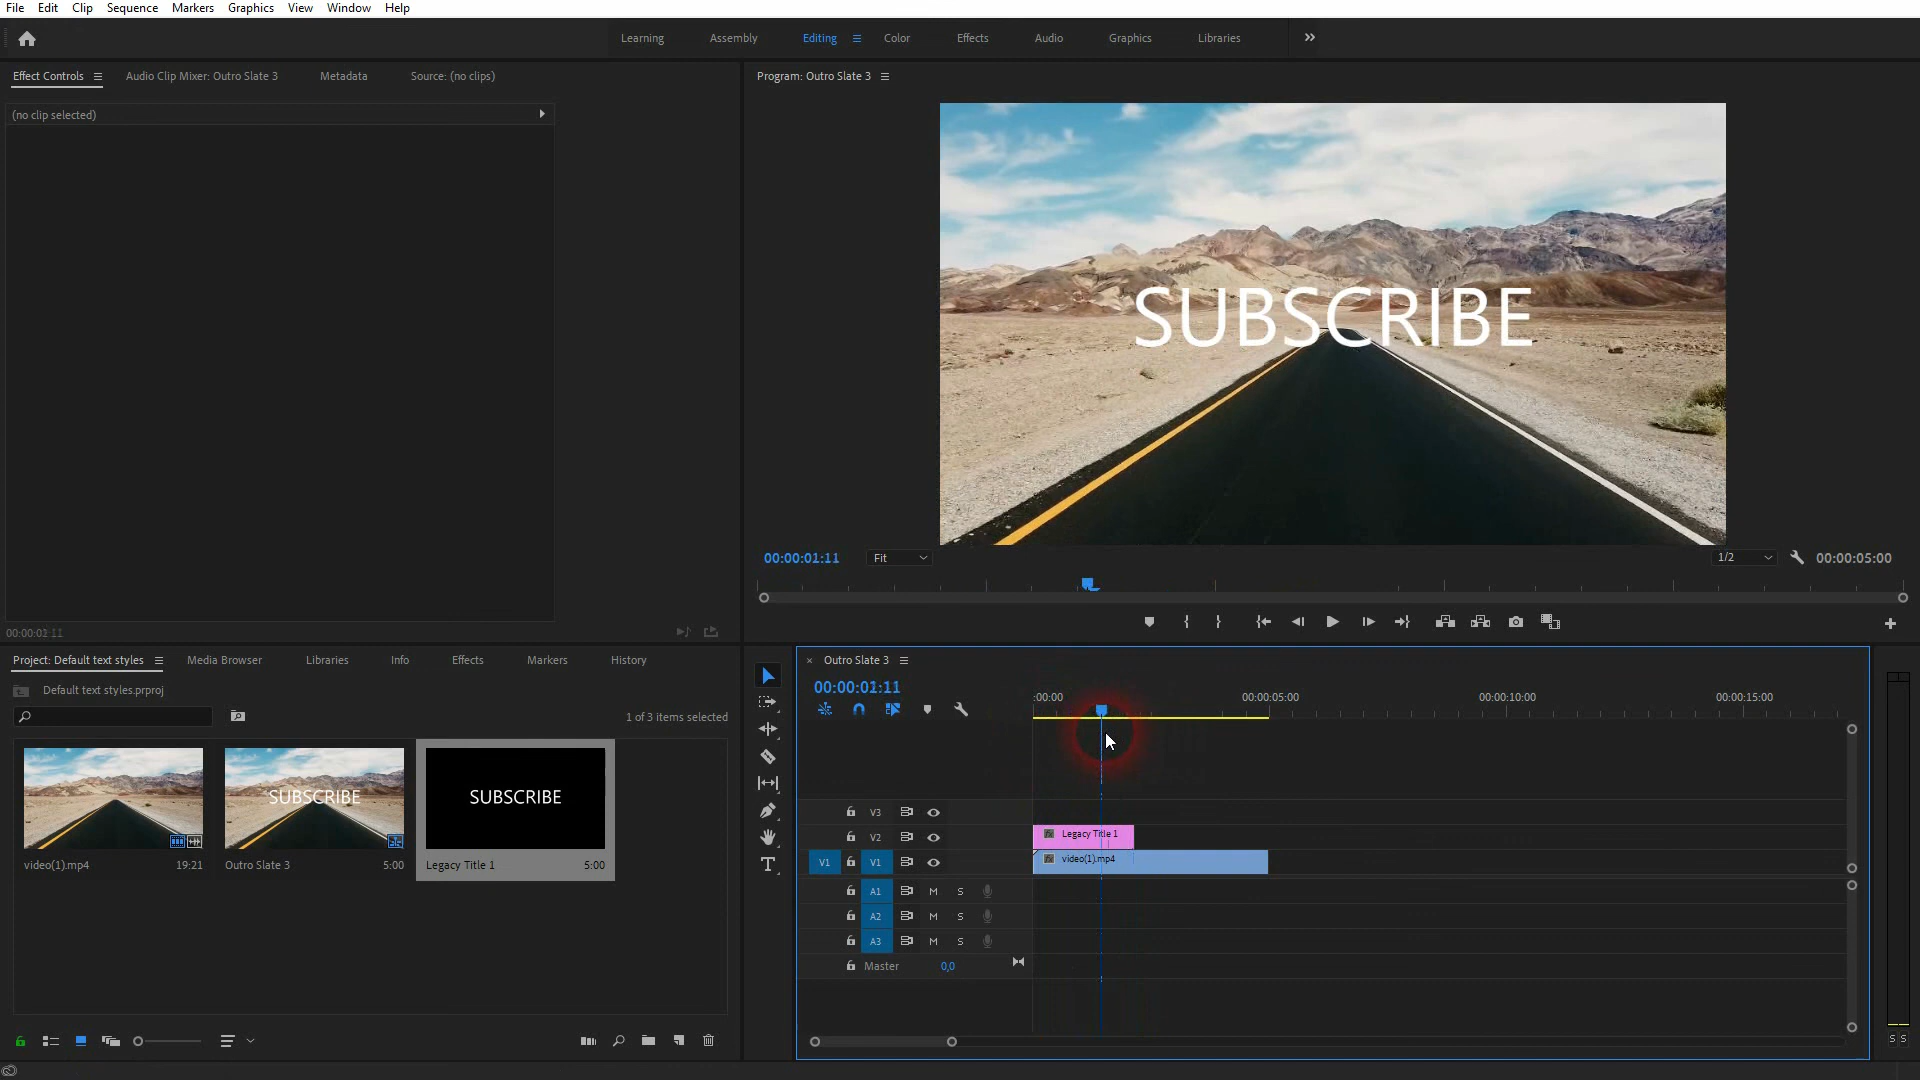 File Edit Clip Sequence Markers Graphics View Window Help
Learning Assembly Editing Color Effects Audio Graphics Libraries
Effect Controls Audio Clip Mixer: Outro Slate 3 Metadata Source: (no clips)
Program: Outro Slate 3
(no clip selected)
SUBSCRIBE
00:00:01:11 Fit 1/2 00:00:05:00
00:00:01:11
Project: Default text styles Media Browser Libraries Info Effects Markers History
Default text styles.prproj
1 of 3 items selected
SUBSCRIBE
SUBSCRIBE
video(1).mp4 19:21 Outro Slate 3 5:00 Legacy Title 1 5:00
Outro Slate 3
00:00:01:11
:00:00 00:00:05:00 00:00:10:00 00:00:15:00
V3
V2 Legacy Title 1
V1 V1 video(1).mp4
A1 M S
A2 M S
A3 M S
Master 0,0
S S